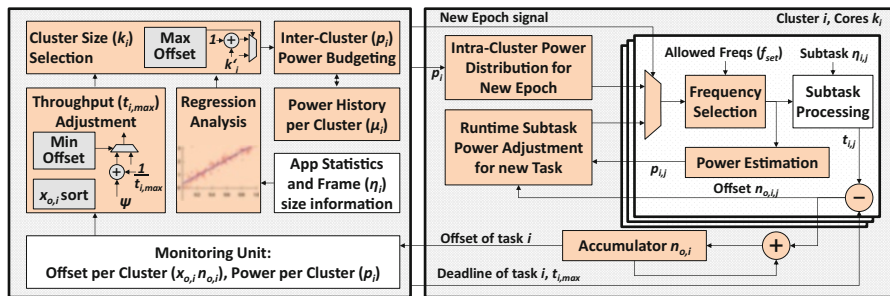 New Epoch signal
Cluster i, Cores k_i
Cluster Size (k_i)
Selection
Max
Offset
1
+
k'_i
Inter-Cluster (p_i)
Power Budgeting
p_i
Intra-Cluster Power
Distribution for
New Epoch
Allowed Freqs (f_set)
Subtask η_i,j
Frequency
Selection
Subtask
Processing
Throughput (t_i,max)
Adjustment
Min
Offset
+
1
t_i,max
x_o,i sort
ψ
Regression
Analysis
Power History
per Cluster (μ_i)
App Statistics
and Frame (η_i)
size information
Runtime Subtask
Power Adjustment
for new Task
p_i,j
Power Estimation
t_i,j
Offset n_o,i,j
−
Monitoring Unit:
Offset per Cluster (x_o,i n_o,i), Power per Cluster (p_i)
Offset of task i
Accumulator n_o,i
+
Deadline of task i, t_i,max